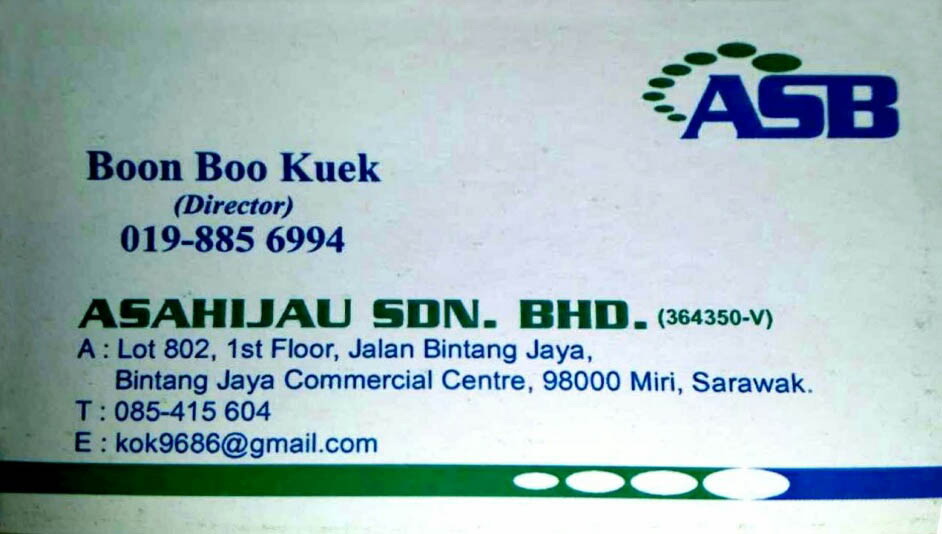 ASB
Boon Boo Kuek
(Director)
019-885 6994
ASAHIJAU SDN. BHD. (364350-V)
A : Lot 802, 1st Floor, Jalan Bintang Jaya,
Bintang Jaya Commercial Centre, 98000 Miri, Sarawak.
T : 085-415 604
E : kok9686@gmail.com